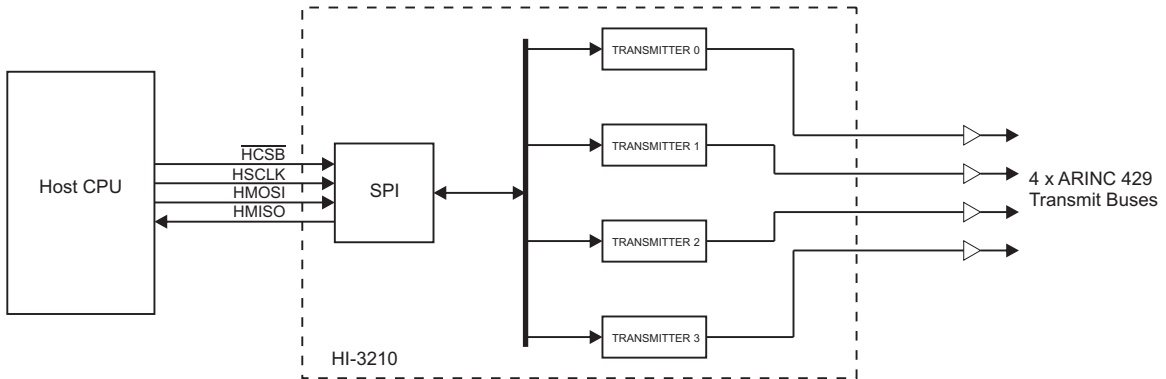 Host CPU
HCSB
HSCLK
HMOSI
HMISO
SPI
TRANSMITTER 0
TRANSMITTER 1
TRANSMITTER 2
TRANSMITTER 3
4 x ARINC 429
Transmit Buses
HI-3210